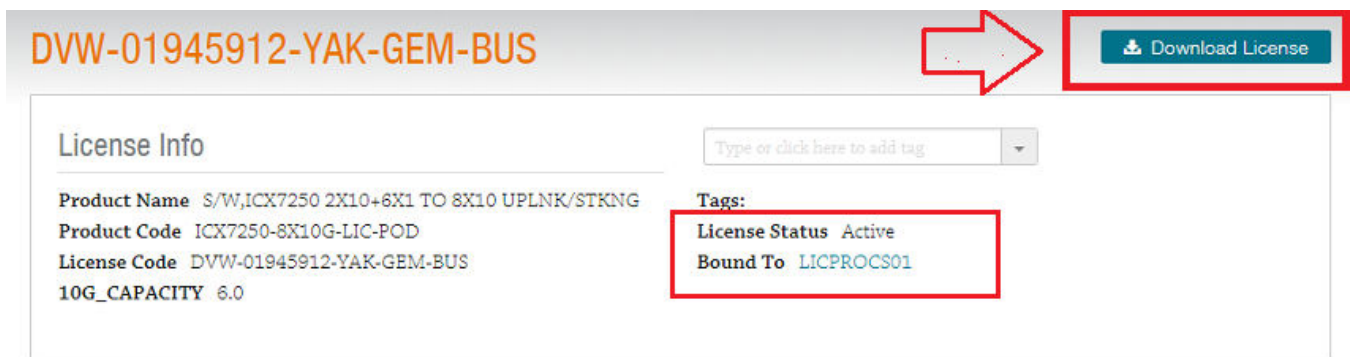 DVW-01945912-YAK-GEM-BUS
Download License
License Info
Type or click here to add tag
Product Name S/W,ICX7250 2X10+6X1 TO 8X10 UPLNK/STKNG
Tags:
Product Code ICX7250-8X10G-LIC-POD
License Status Active
License Code DVW-01945912-YAK-GEM-BUS
Bound To LICPROCS01
10G_CAPACITY 6.0